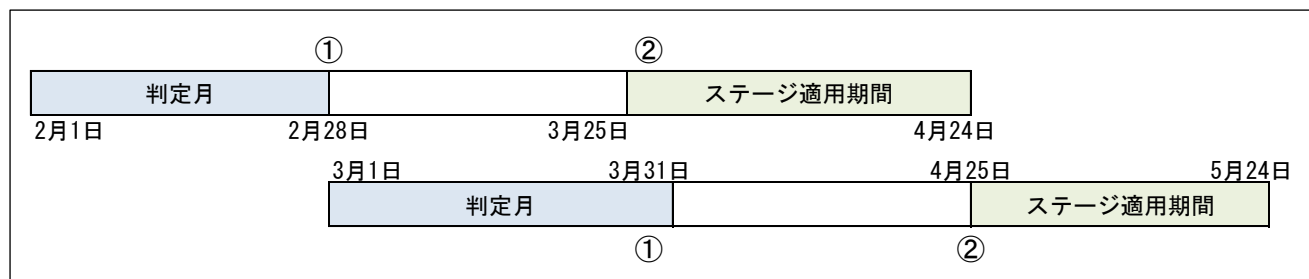 ① ②
判定月 ステージ適用期間
2月1日 2月28日 3月25日 4月24日
3月1日 3月31日 4月25日 5月24日
判定月 ステージ適用期間
① ②